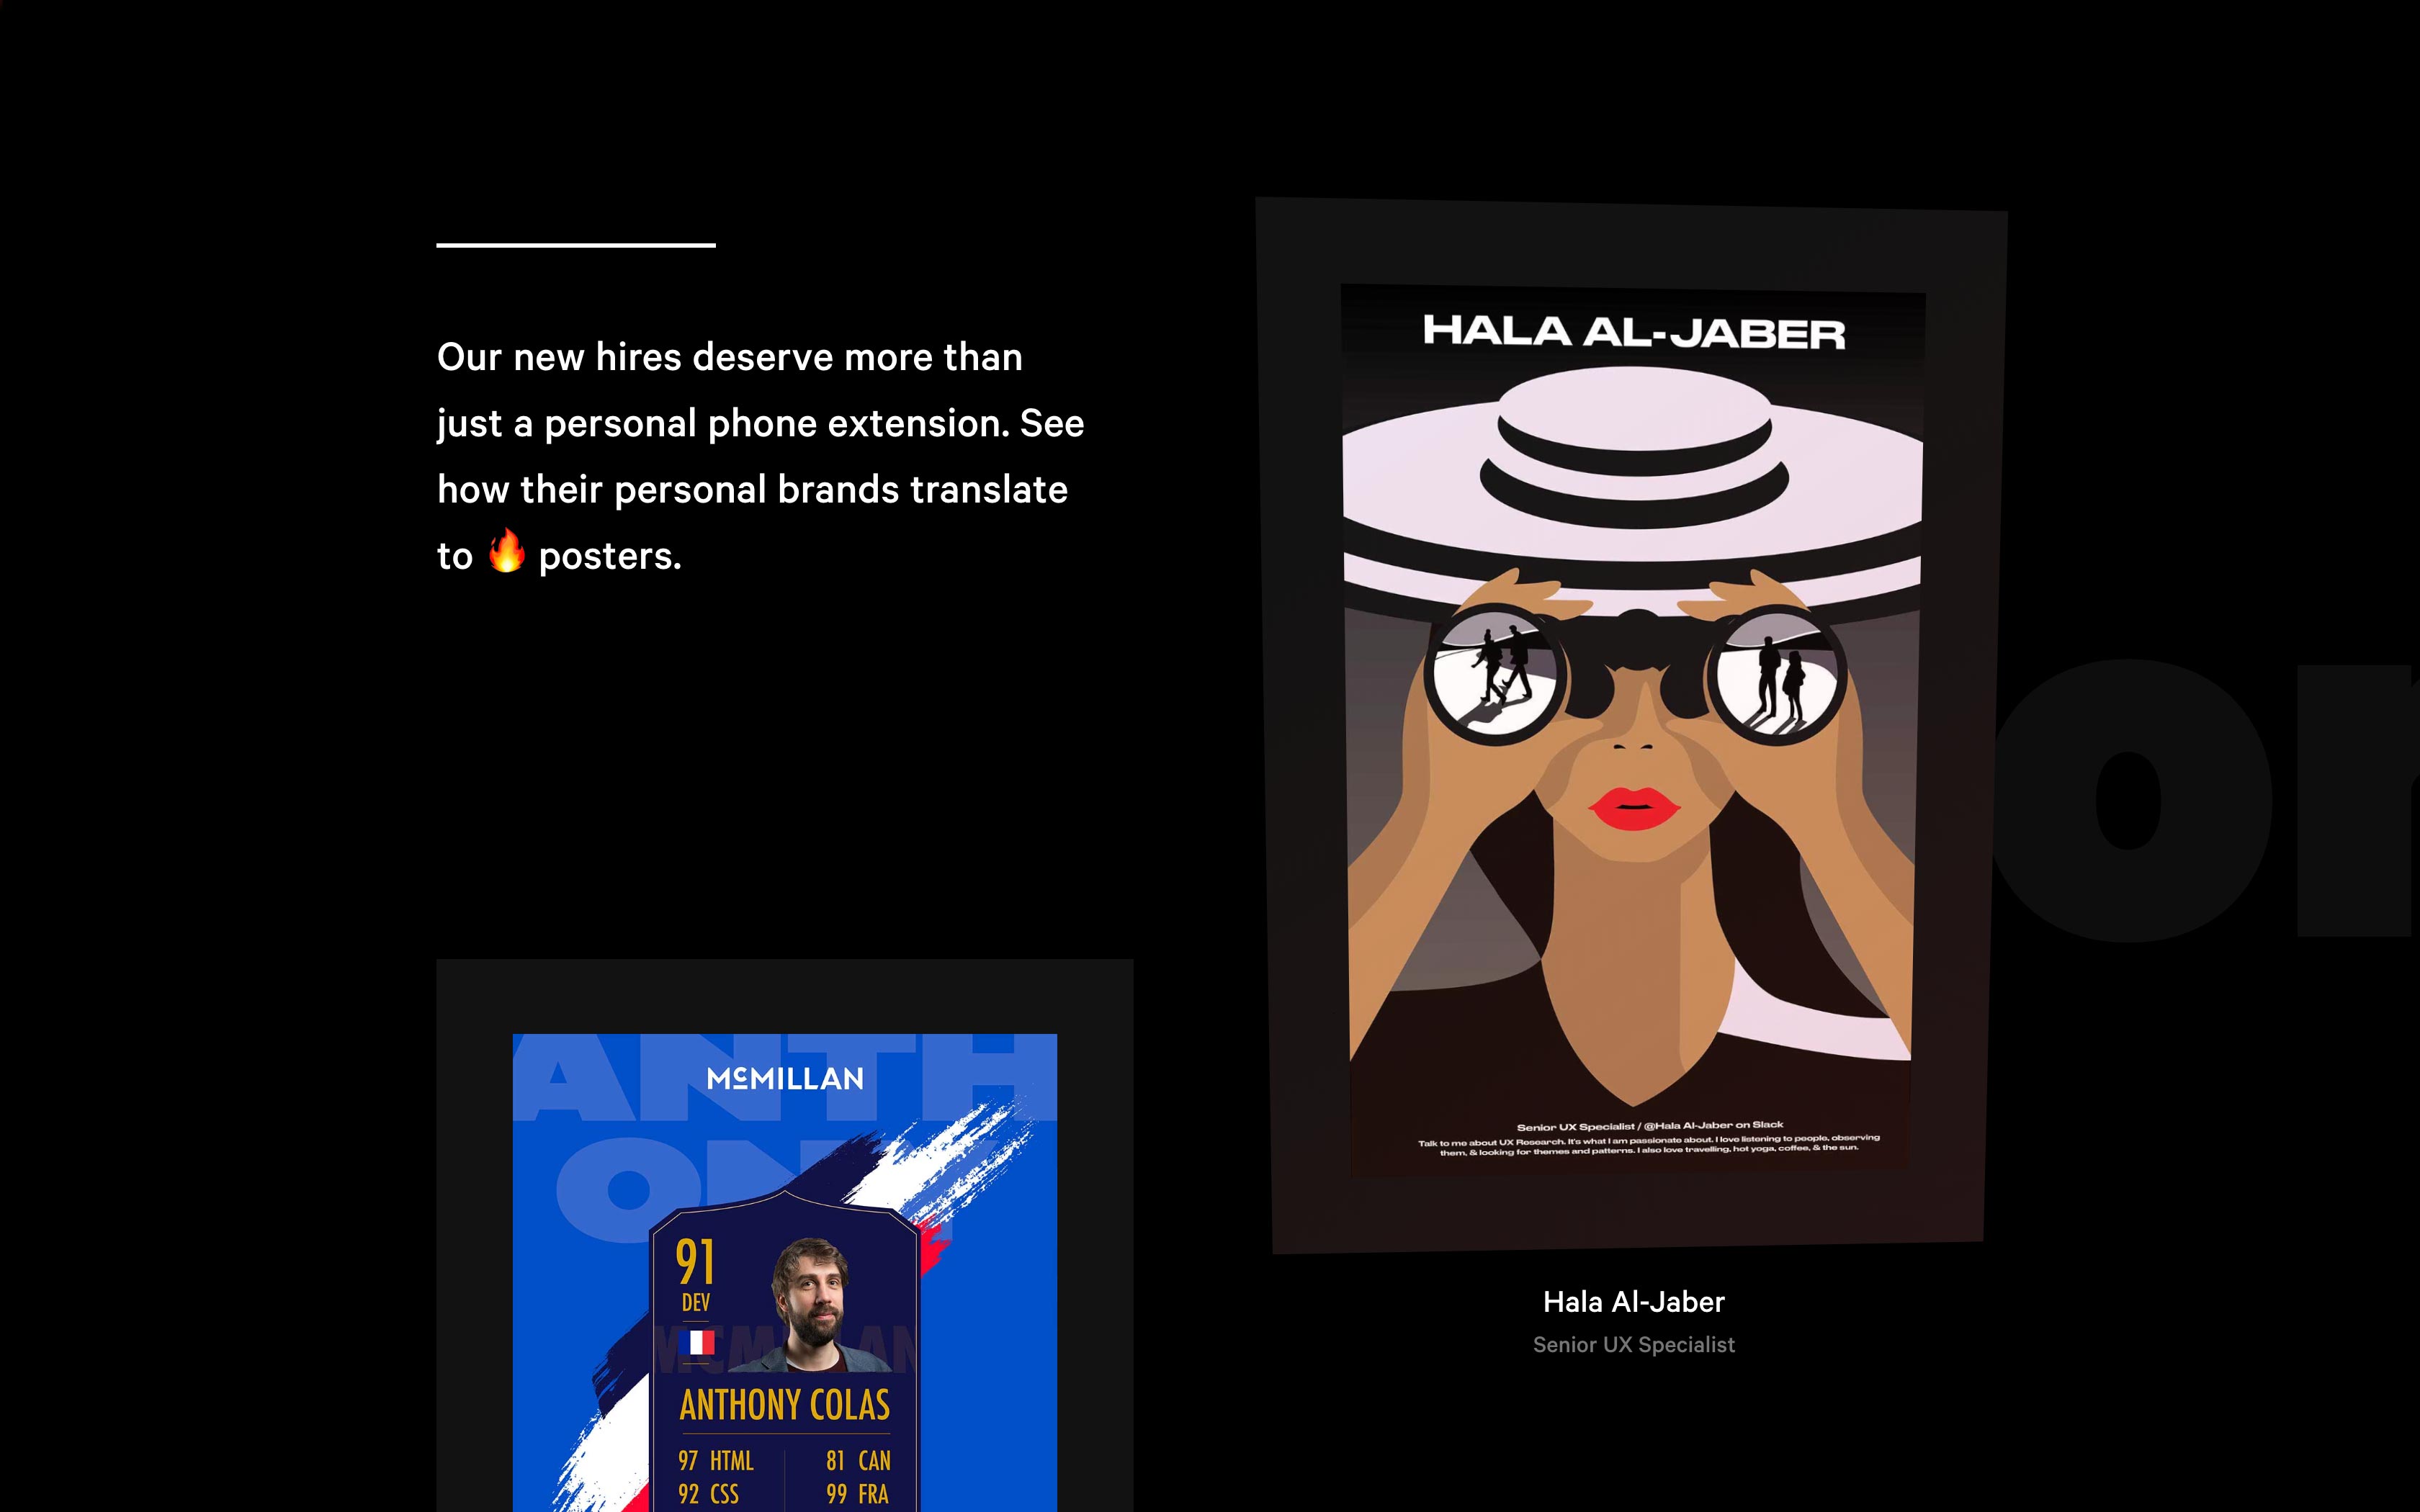 Our new hires deserve more than
just a personal phone extension. See
how their personal brands translate
to 🔥 posters.
HALA AL-JABER
Senior UX Specialist / @Hala Al-Jaber on Slack
Talk to me about UX Research. It's what I am passionate about. I love listening to people, observing
them, & looking for themes and patterns. I also love travelling, hot yoga, coffee, & the sun.
Hala Al-Jaber
Senior UX Specialist
ANTH
MCMILLAN
91
DEV
MCMILLAN
ANTHONY COLAS
97 HTML
81 CAN
92 CSS
99 FRA